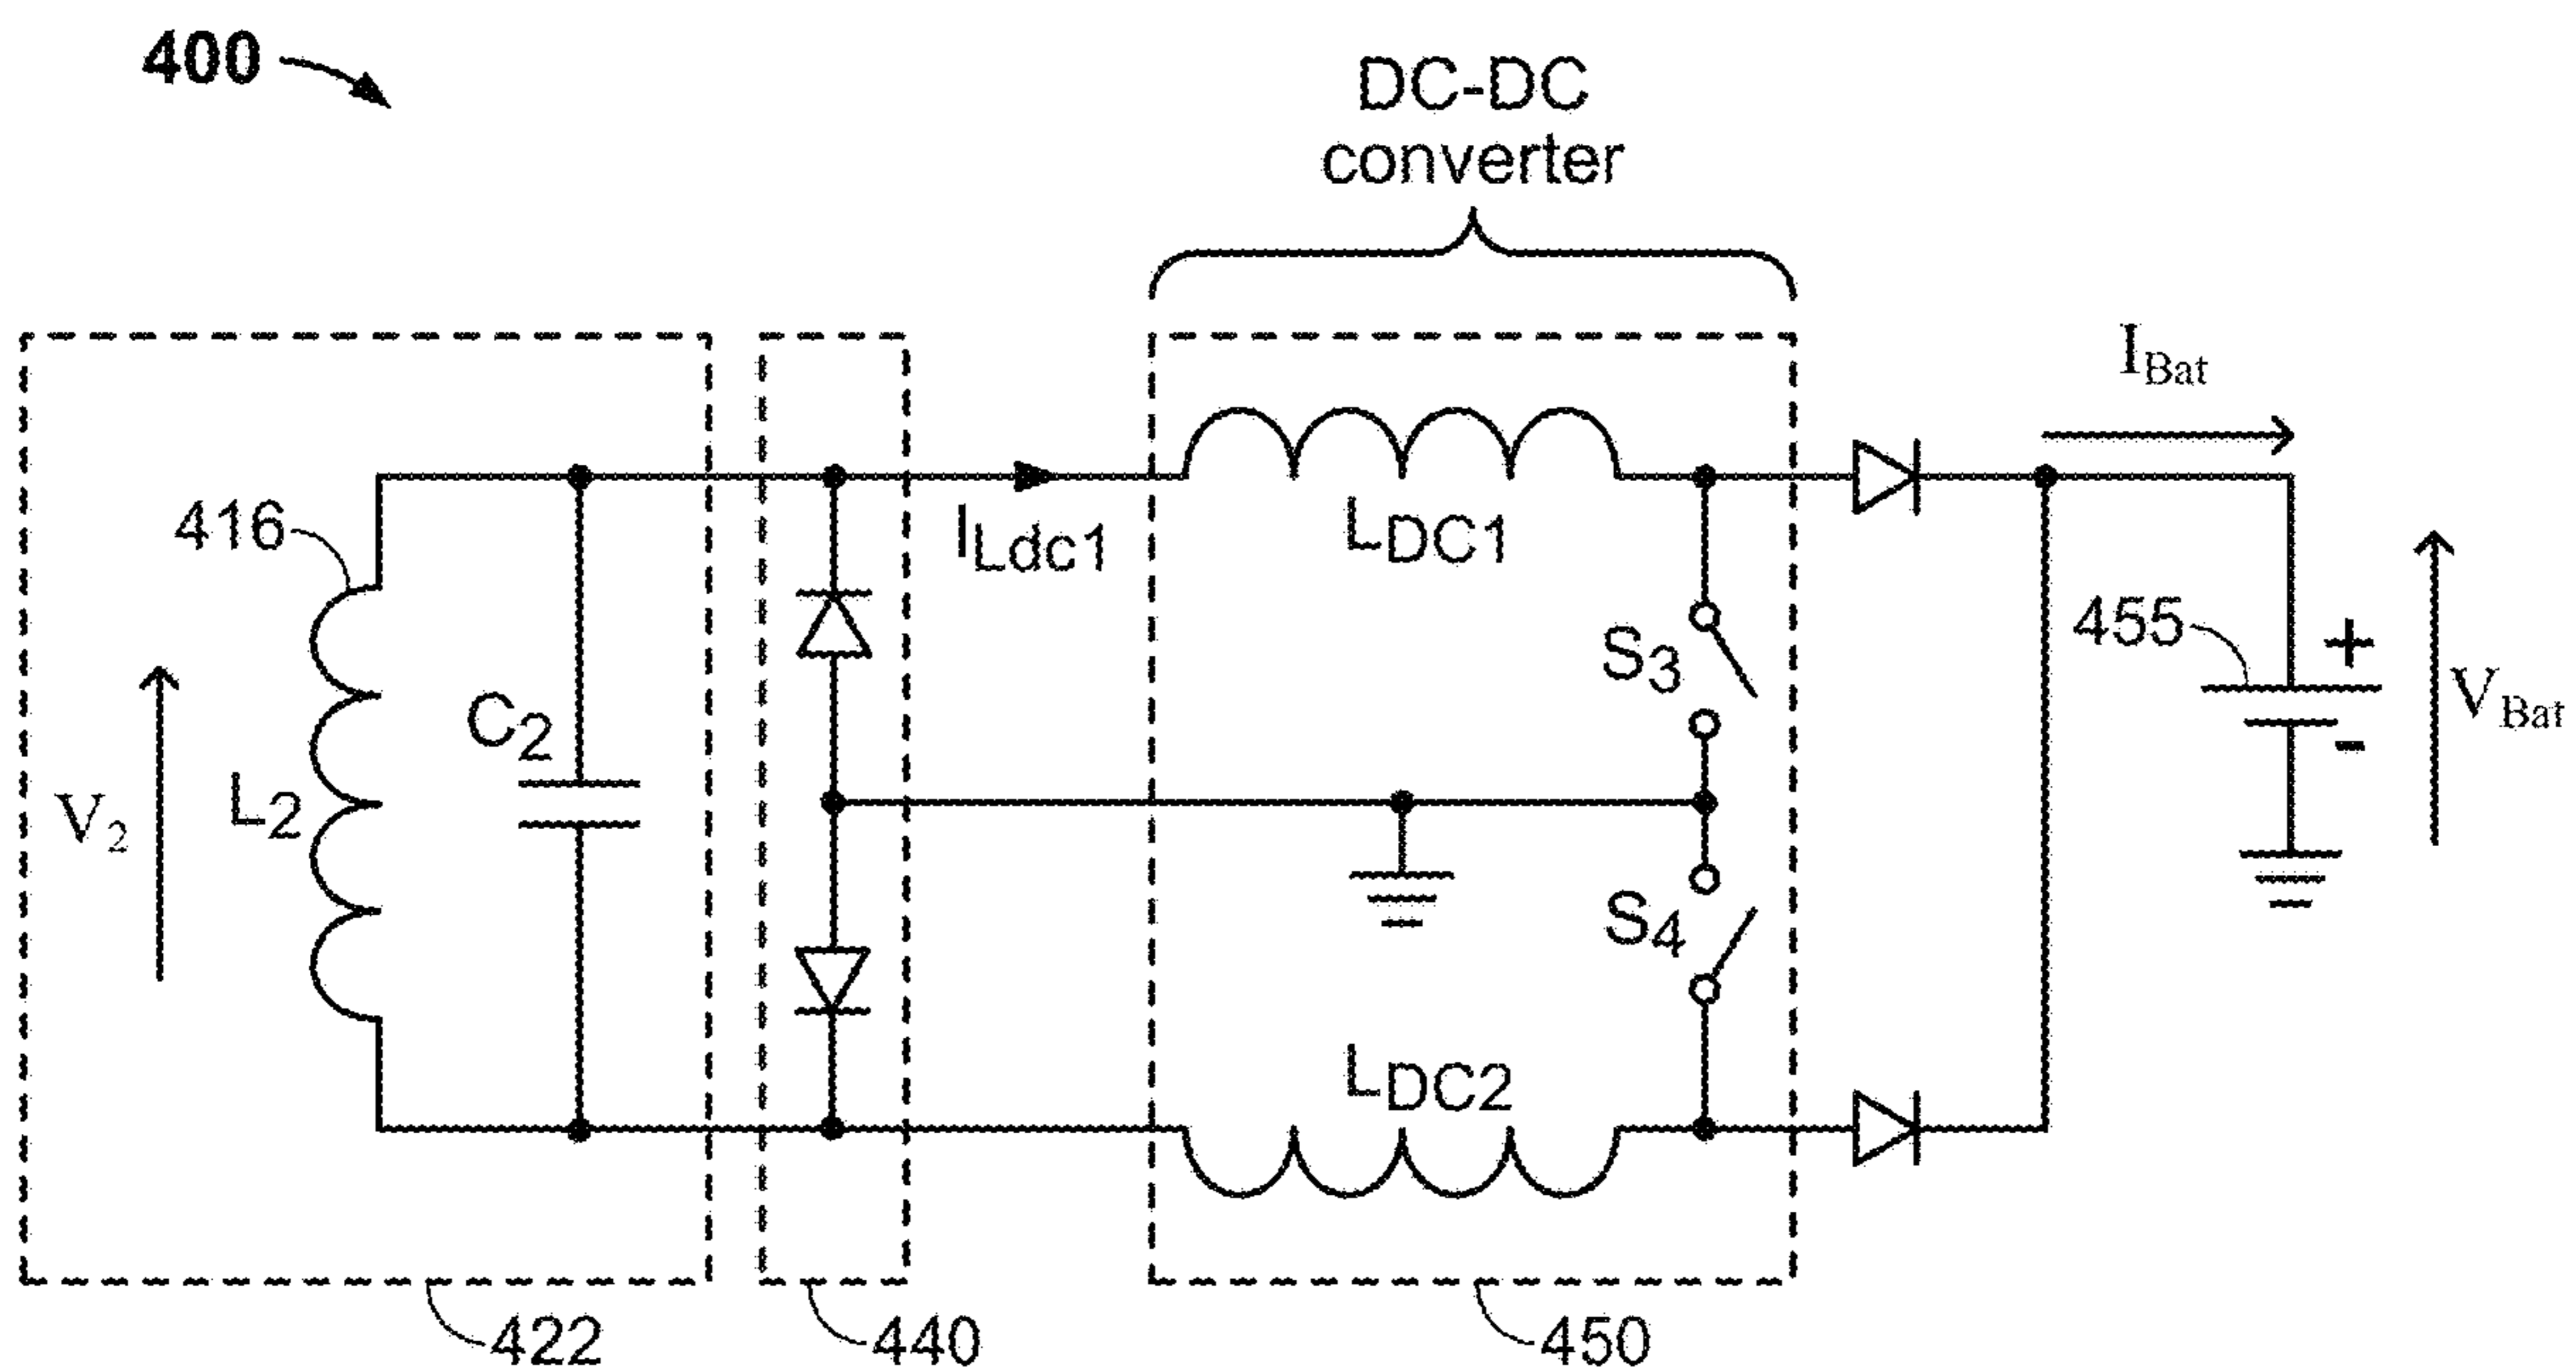 400
DC-DC
converter
I_Bat
416
I_Ldc1
L_DC1
455
+
S_3
C_2
V_Bat
-
V_2
L_2
S_4
L_DC2
422
440
450